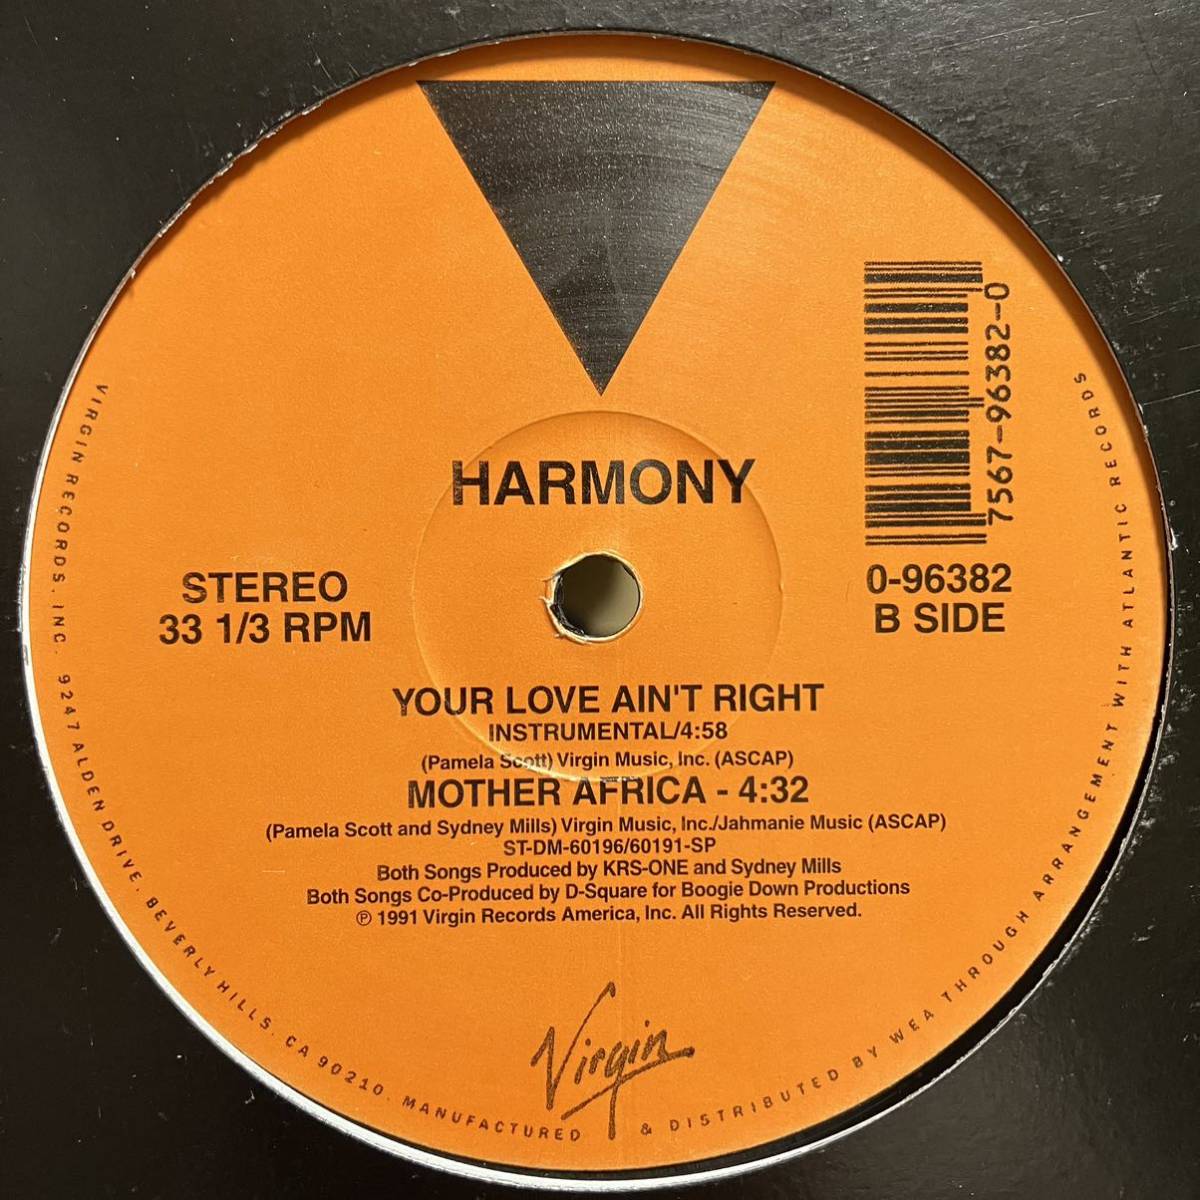 HARMONY
7567-96382-0
STEREO
33 1/3 RPM
0-96382
B SIDE
YOUR LOVE AIN'T RIGHT
INSTRUMENTAL/4:58
(Pamela Scott) Virgin Music, Inc. (ASCAP)
MOTHER AFRICA - 4:32
(Pamela Scott and Sydney Mills) Virgin Music, Inc./Jahmanie Music (ASCAP)
ST-DM-60196/60191-SP
Both Songs Produced by KRS-ONE and Sydney Mills
Both Songs Co-Produced by D-Square for Boogie Down Productions
℗ 1991 Virgin Records America, Inc. All Rights Reserved.
Virgin
VIRGIN RECORDS, INC. 9247 ALDEN DRIVE, BEVERLY HILLS, CA 90210. MANUFACTURED & DISTRIBUTED BY WEA THROUGH ARRANGEMENT WITH ATLANTIC RECORDS